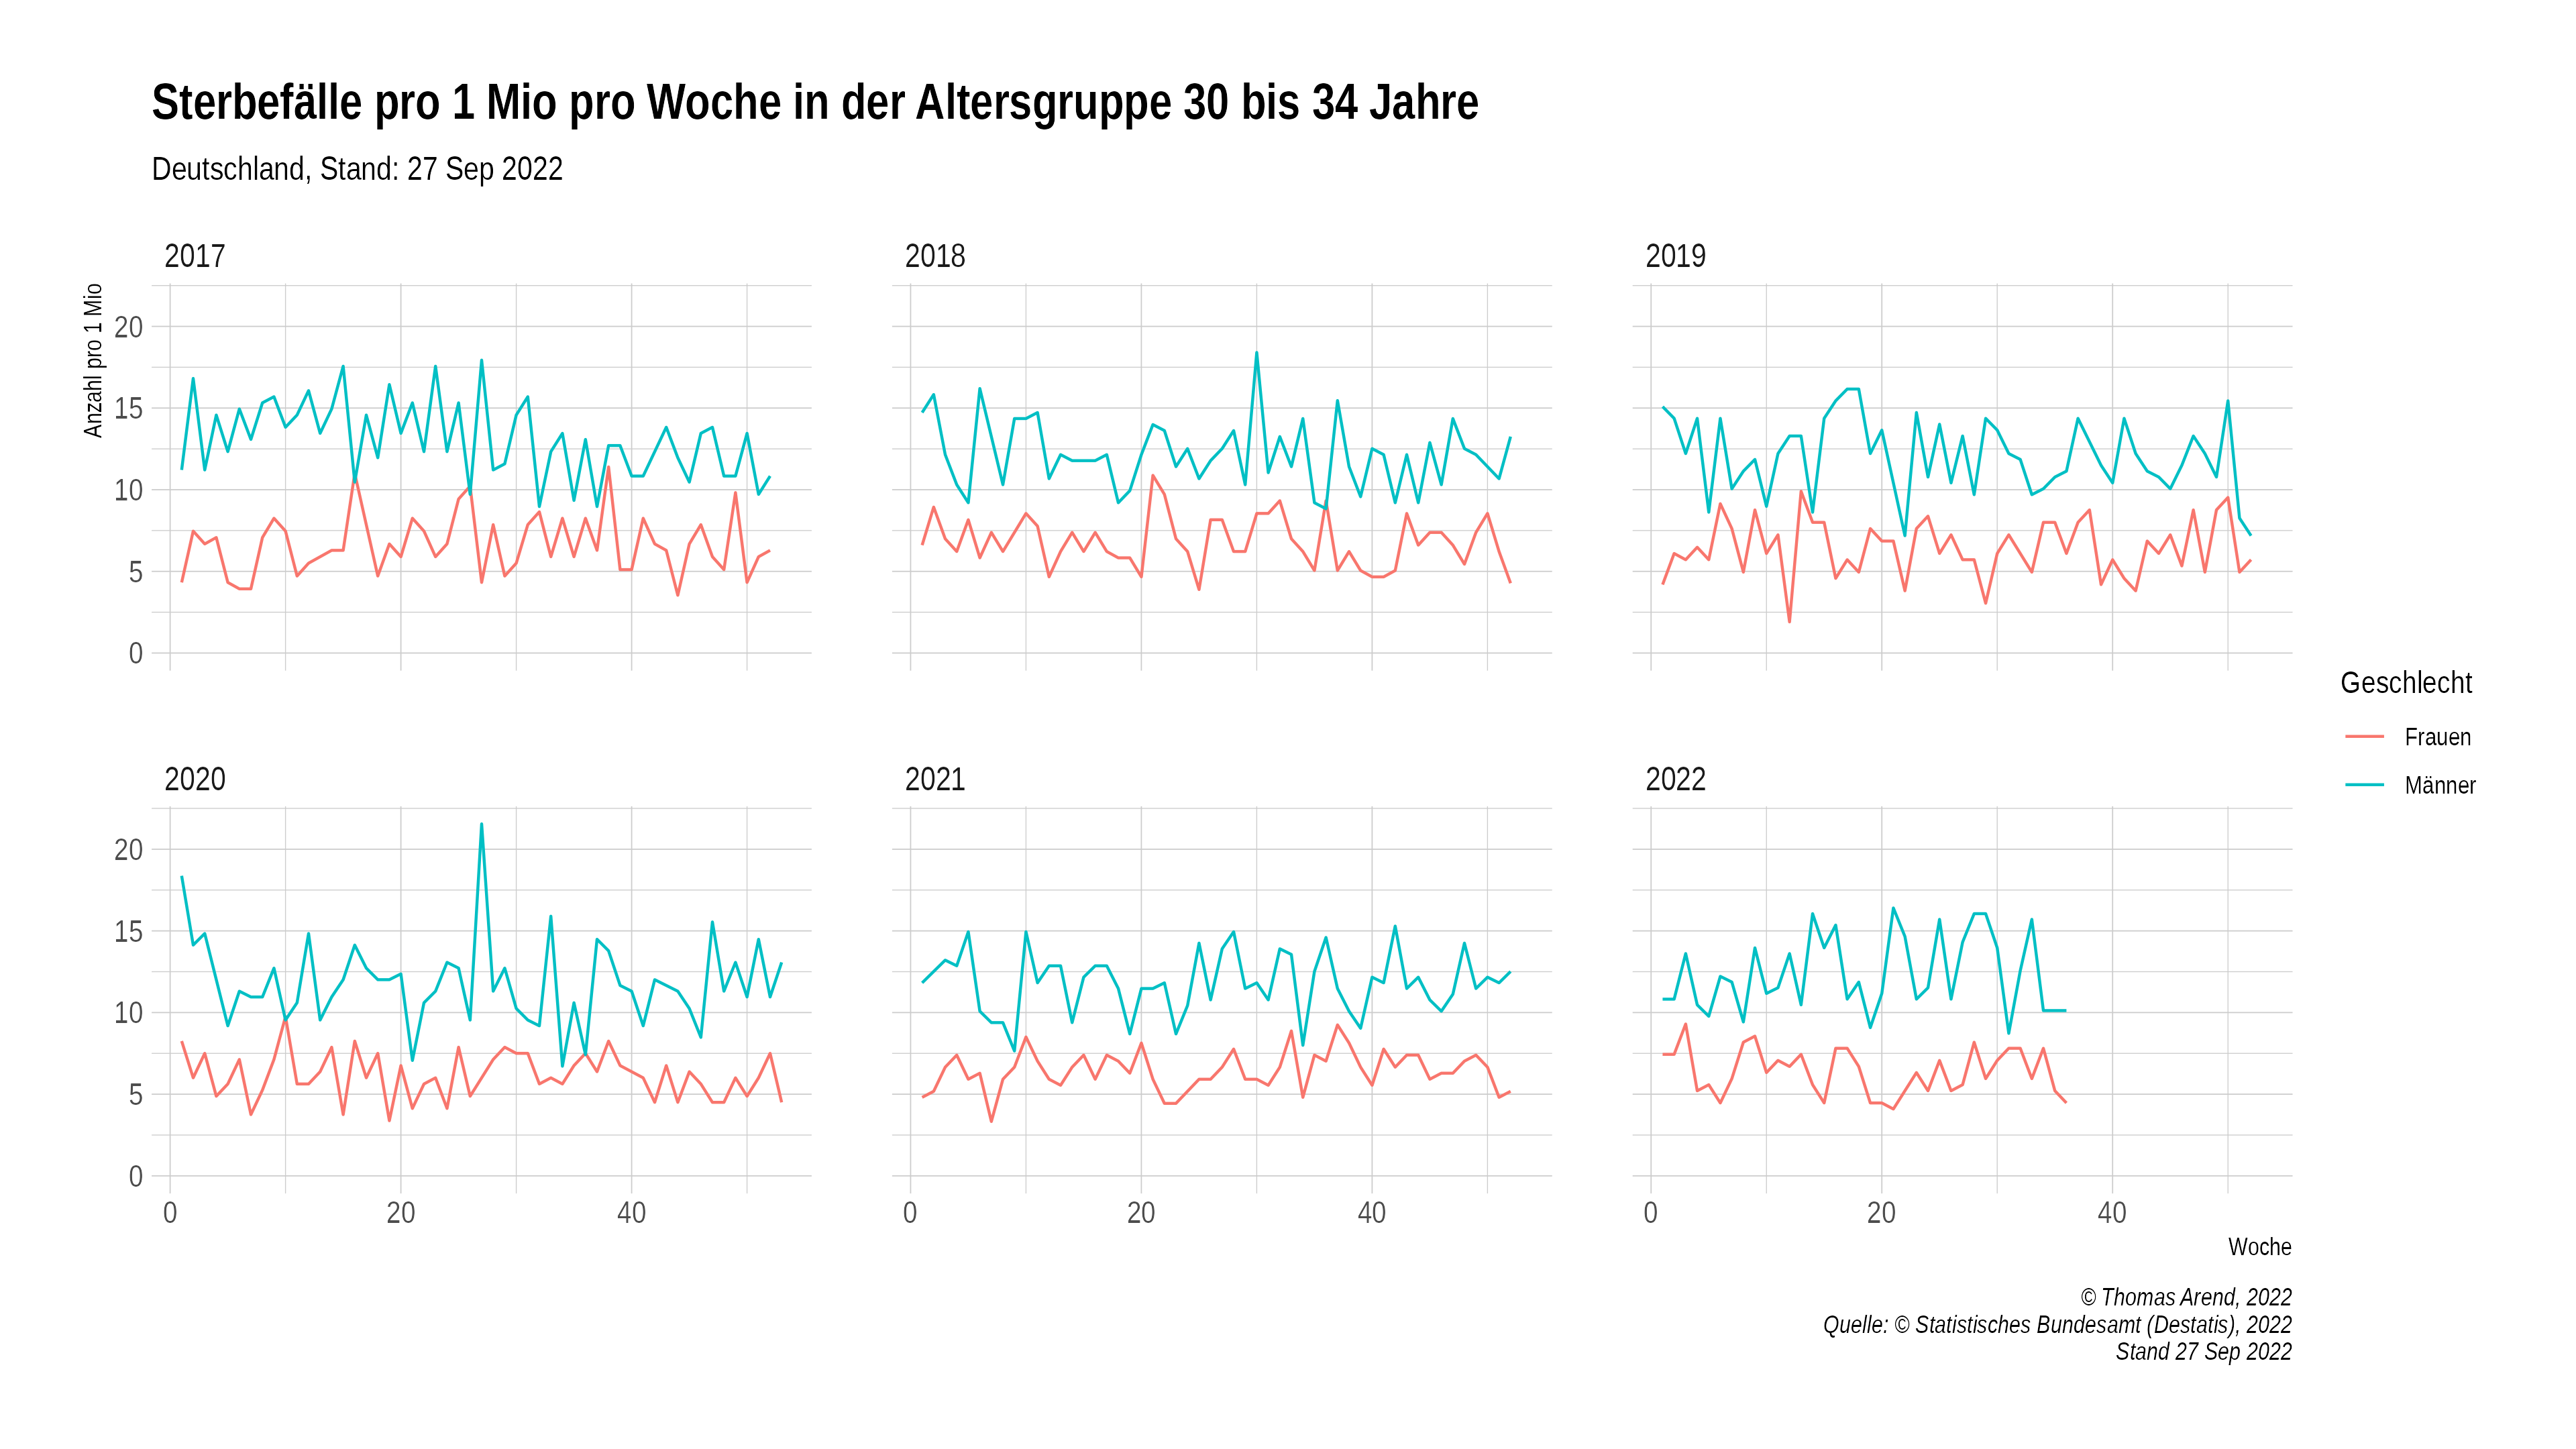 Sterbefälle pro 1 Mio pro Woche in der Altersgruppe 30 bis 34 Jahre
Deutschland, Stand: 27 Sep 2022
2017
2018
2019
Anzahl pro 1 Mio
20
15
10
5
0
Geschlecht
Frauen
Männer
2020
2021
2022
20
15
10
5
0
0 20 40
0 20 40
0 20 40
Woche
© Thomas Arend, 2022
Quelle: © Statistisches Bundesamt (Destatis), 2022
Stand 27 Sep 2022